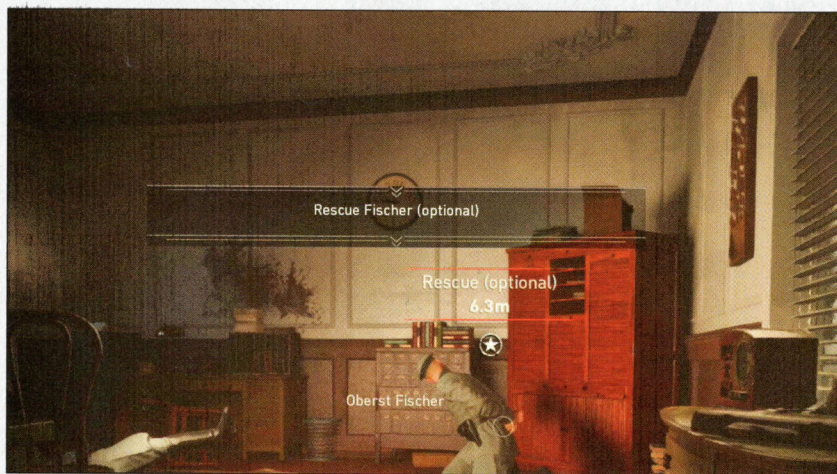 Rescue Fischer (optional)
Rescue (optional)
6.3m
Oberst Fischer